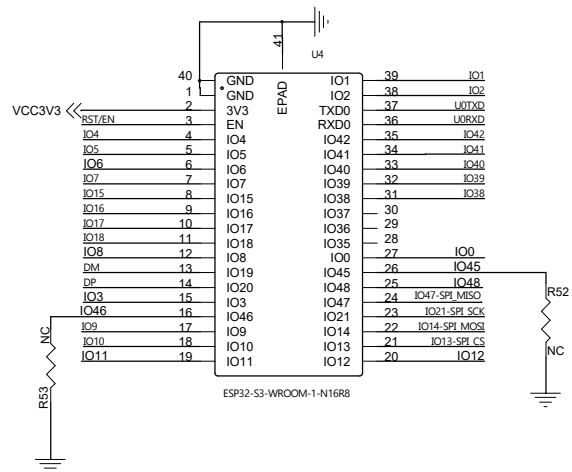 41
U4
40 GND IO1 39 IO1
1 GND EPAD IO2 38 IO2
VCC3V3 2 3V3 TXD0 37 U0TXD
RST/EN 3 EN RXD0 36 U0RXD
IO4 4 IO4 IO42 35 IO42
IO5 5 IO5 IO41 34 IO41
IO6 6 IO6 IO40 33 IO40
IO7 7 IO7 IO39 32 IO39
IO15 8 IO15 IO38 31 IO38
IO16 9 IO16 IO37 30
IO17 10 IO17 IO36 29
IO18 11 IO18 IO35 28
IO8 12 IO8 IO0 27 IO0
DM 13 IO19 IO45 26 IO45
DP 14 IO20 IO48 25 IO48
IO3 15 IO3 IO47 24 IO47-SPI_MISO
IO46 16 IO46 IO21 23 IO21-SPI SCK
IO9 17 IO9 IO14 22 IO14-SPI MOSI
IO10 18 IO10 IO13 21 IO13-SPI CS
IO11 19 IO11 IO12 20 IO12
R52
NC
NC
R53
ESP32-S3-WROOM-1-N16R8